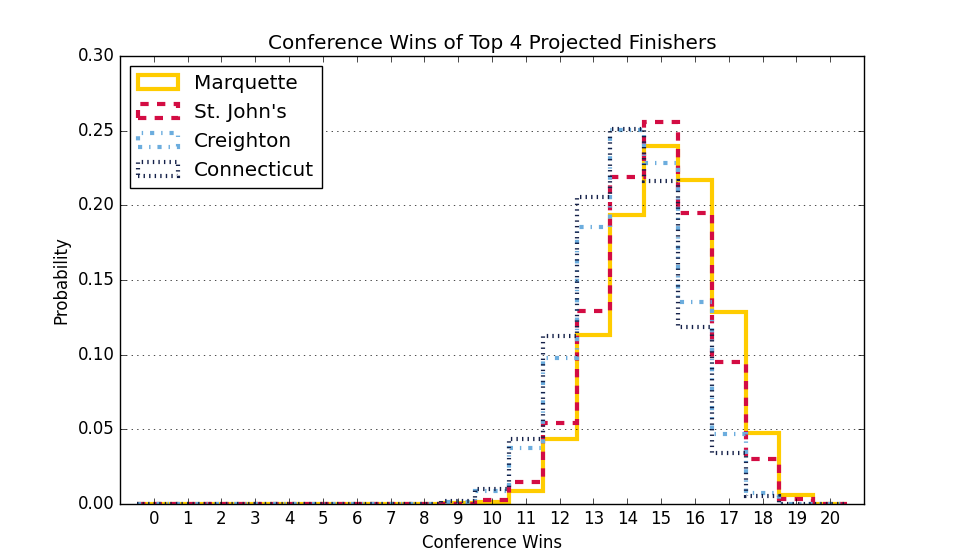 Conference Wins of Top 4 Projected Finishers
0.30
0.25
0.20
0.15
0.10
0.05
0.00
Probability
Marquette
St. John's
Creighton
Connecticut
0 1 2 3 4 5 6 7 8 9 10 11 12 13 14 15 16 17 18 19 20
Conference Wins